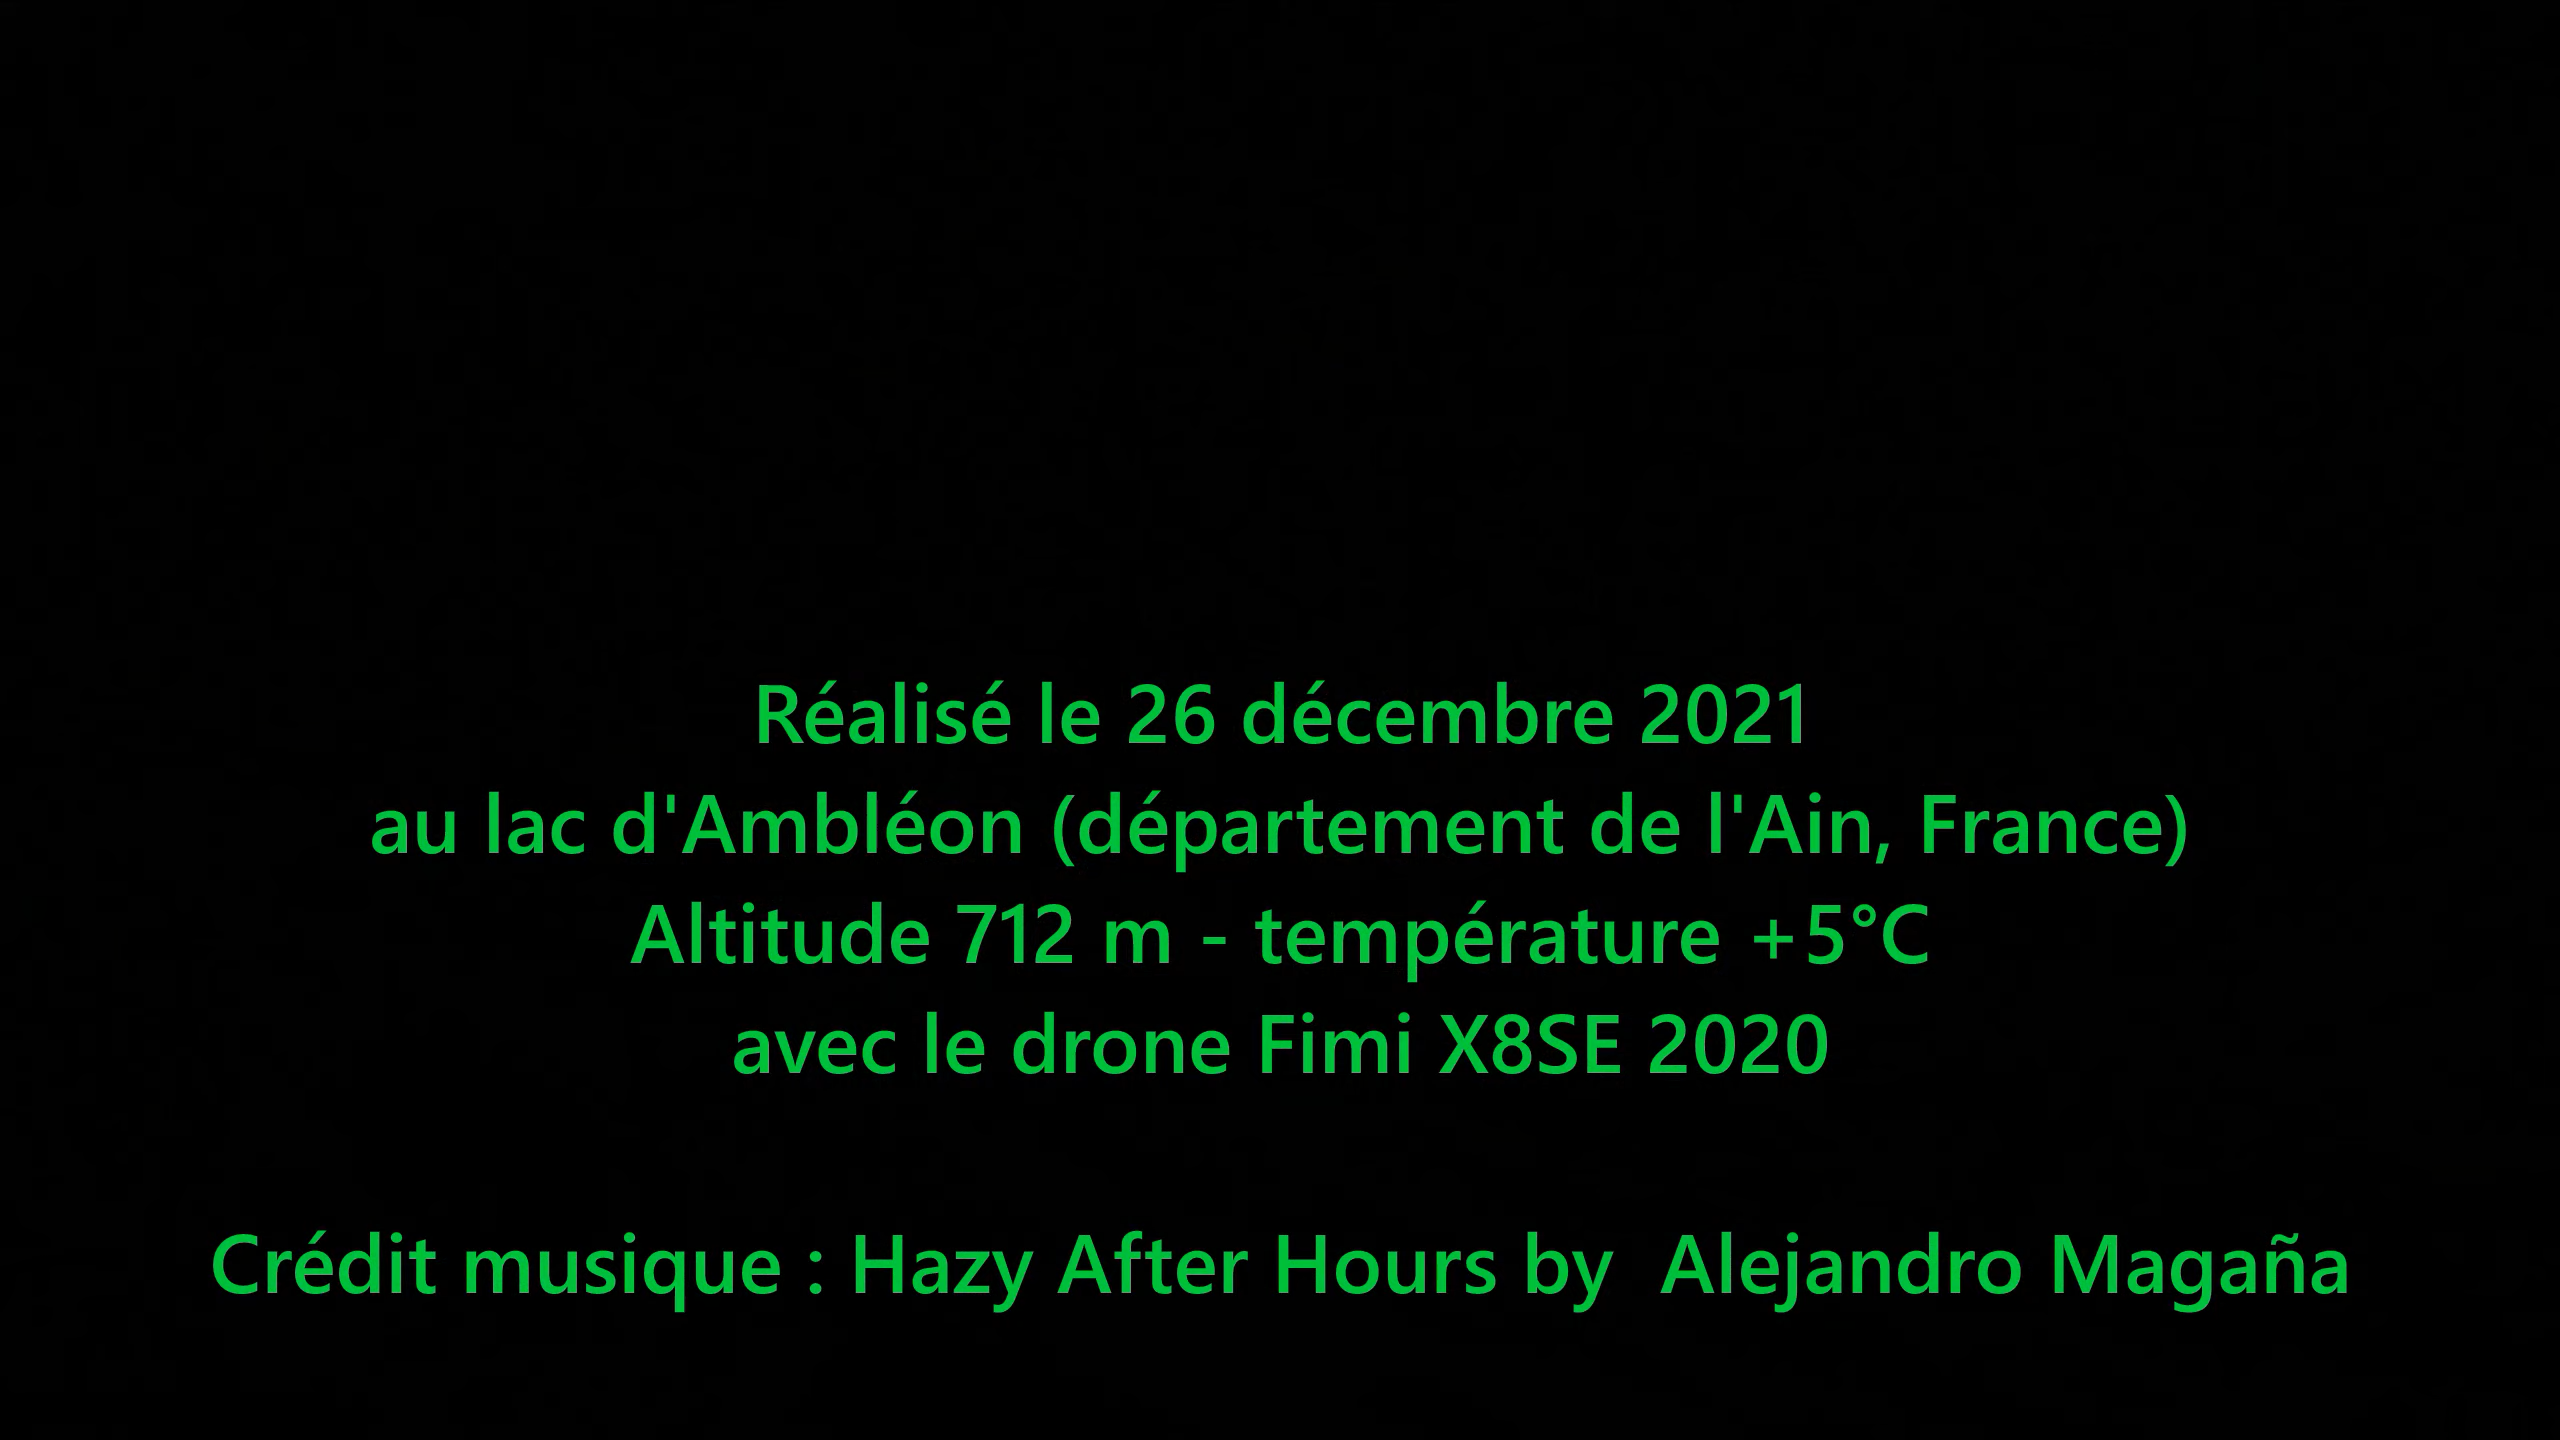 Réalisé le 26 décembre 2021
au lac d'Ambléon (département de l'Ain, France)
Altitude 712 m - température +5°C
avec le drone Fimi X8SE 2020
Crédit musique : Hazy After Hours by  Alejandro Magaña